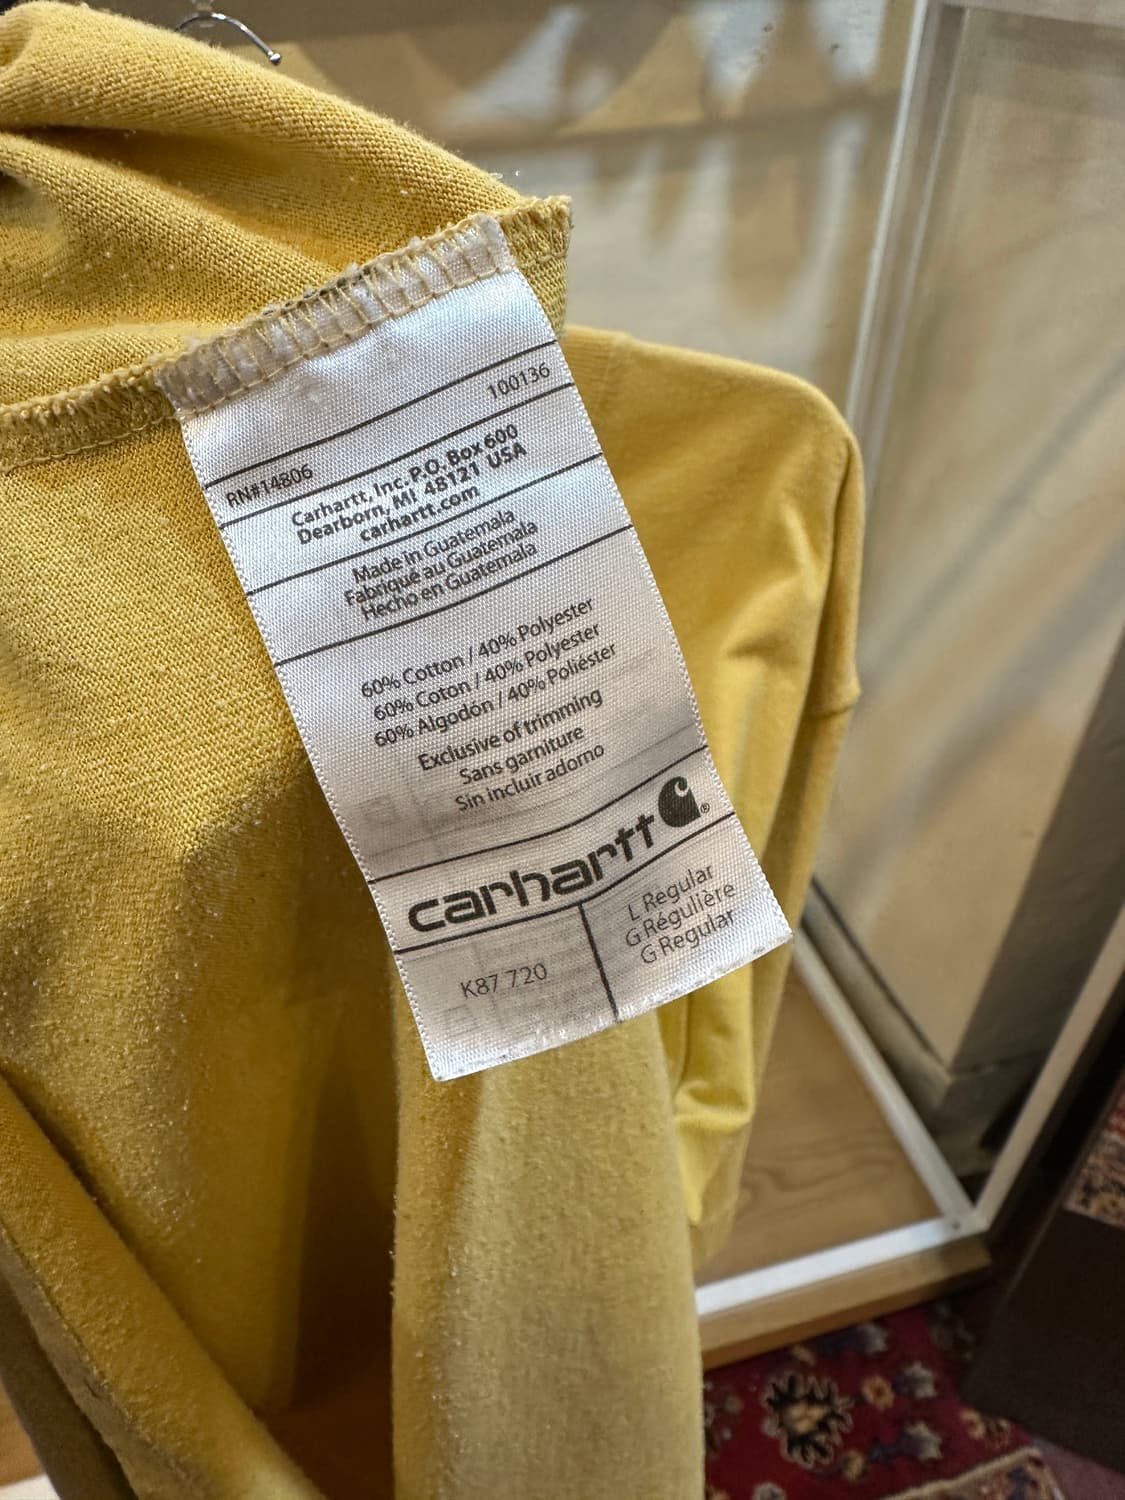 100136
RN#14806
Carhartt, Inc. P.O. Box 600
Dearborn, MI 48121 USA
carhartt.com
Made in Guatemala
Fabriqué au Guatemala
Hecho en Guatemala
60% Cotton / 40% Polyester
60% Coton / 40% Polyester
60% Algodón / 40% Poliéster
Exclusive of trimming
Sans garniture
Sin incluir adorno
carhartt ®
K87 720
L Regular
G Régulière
G Regular